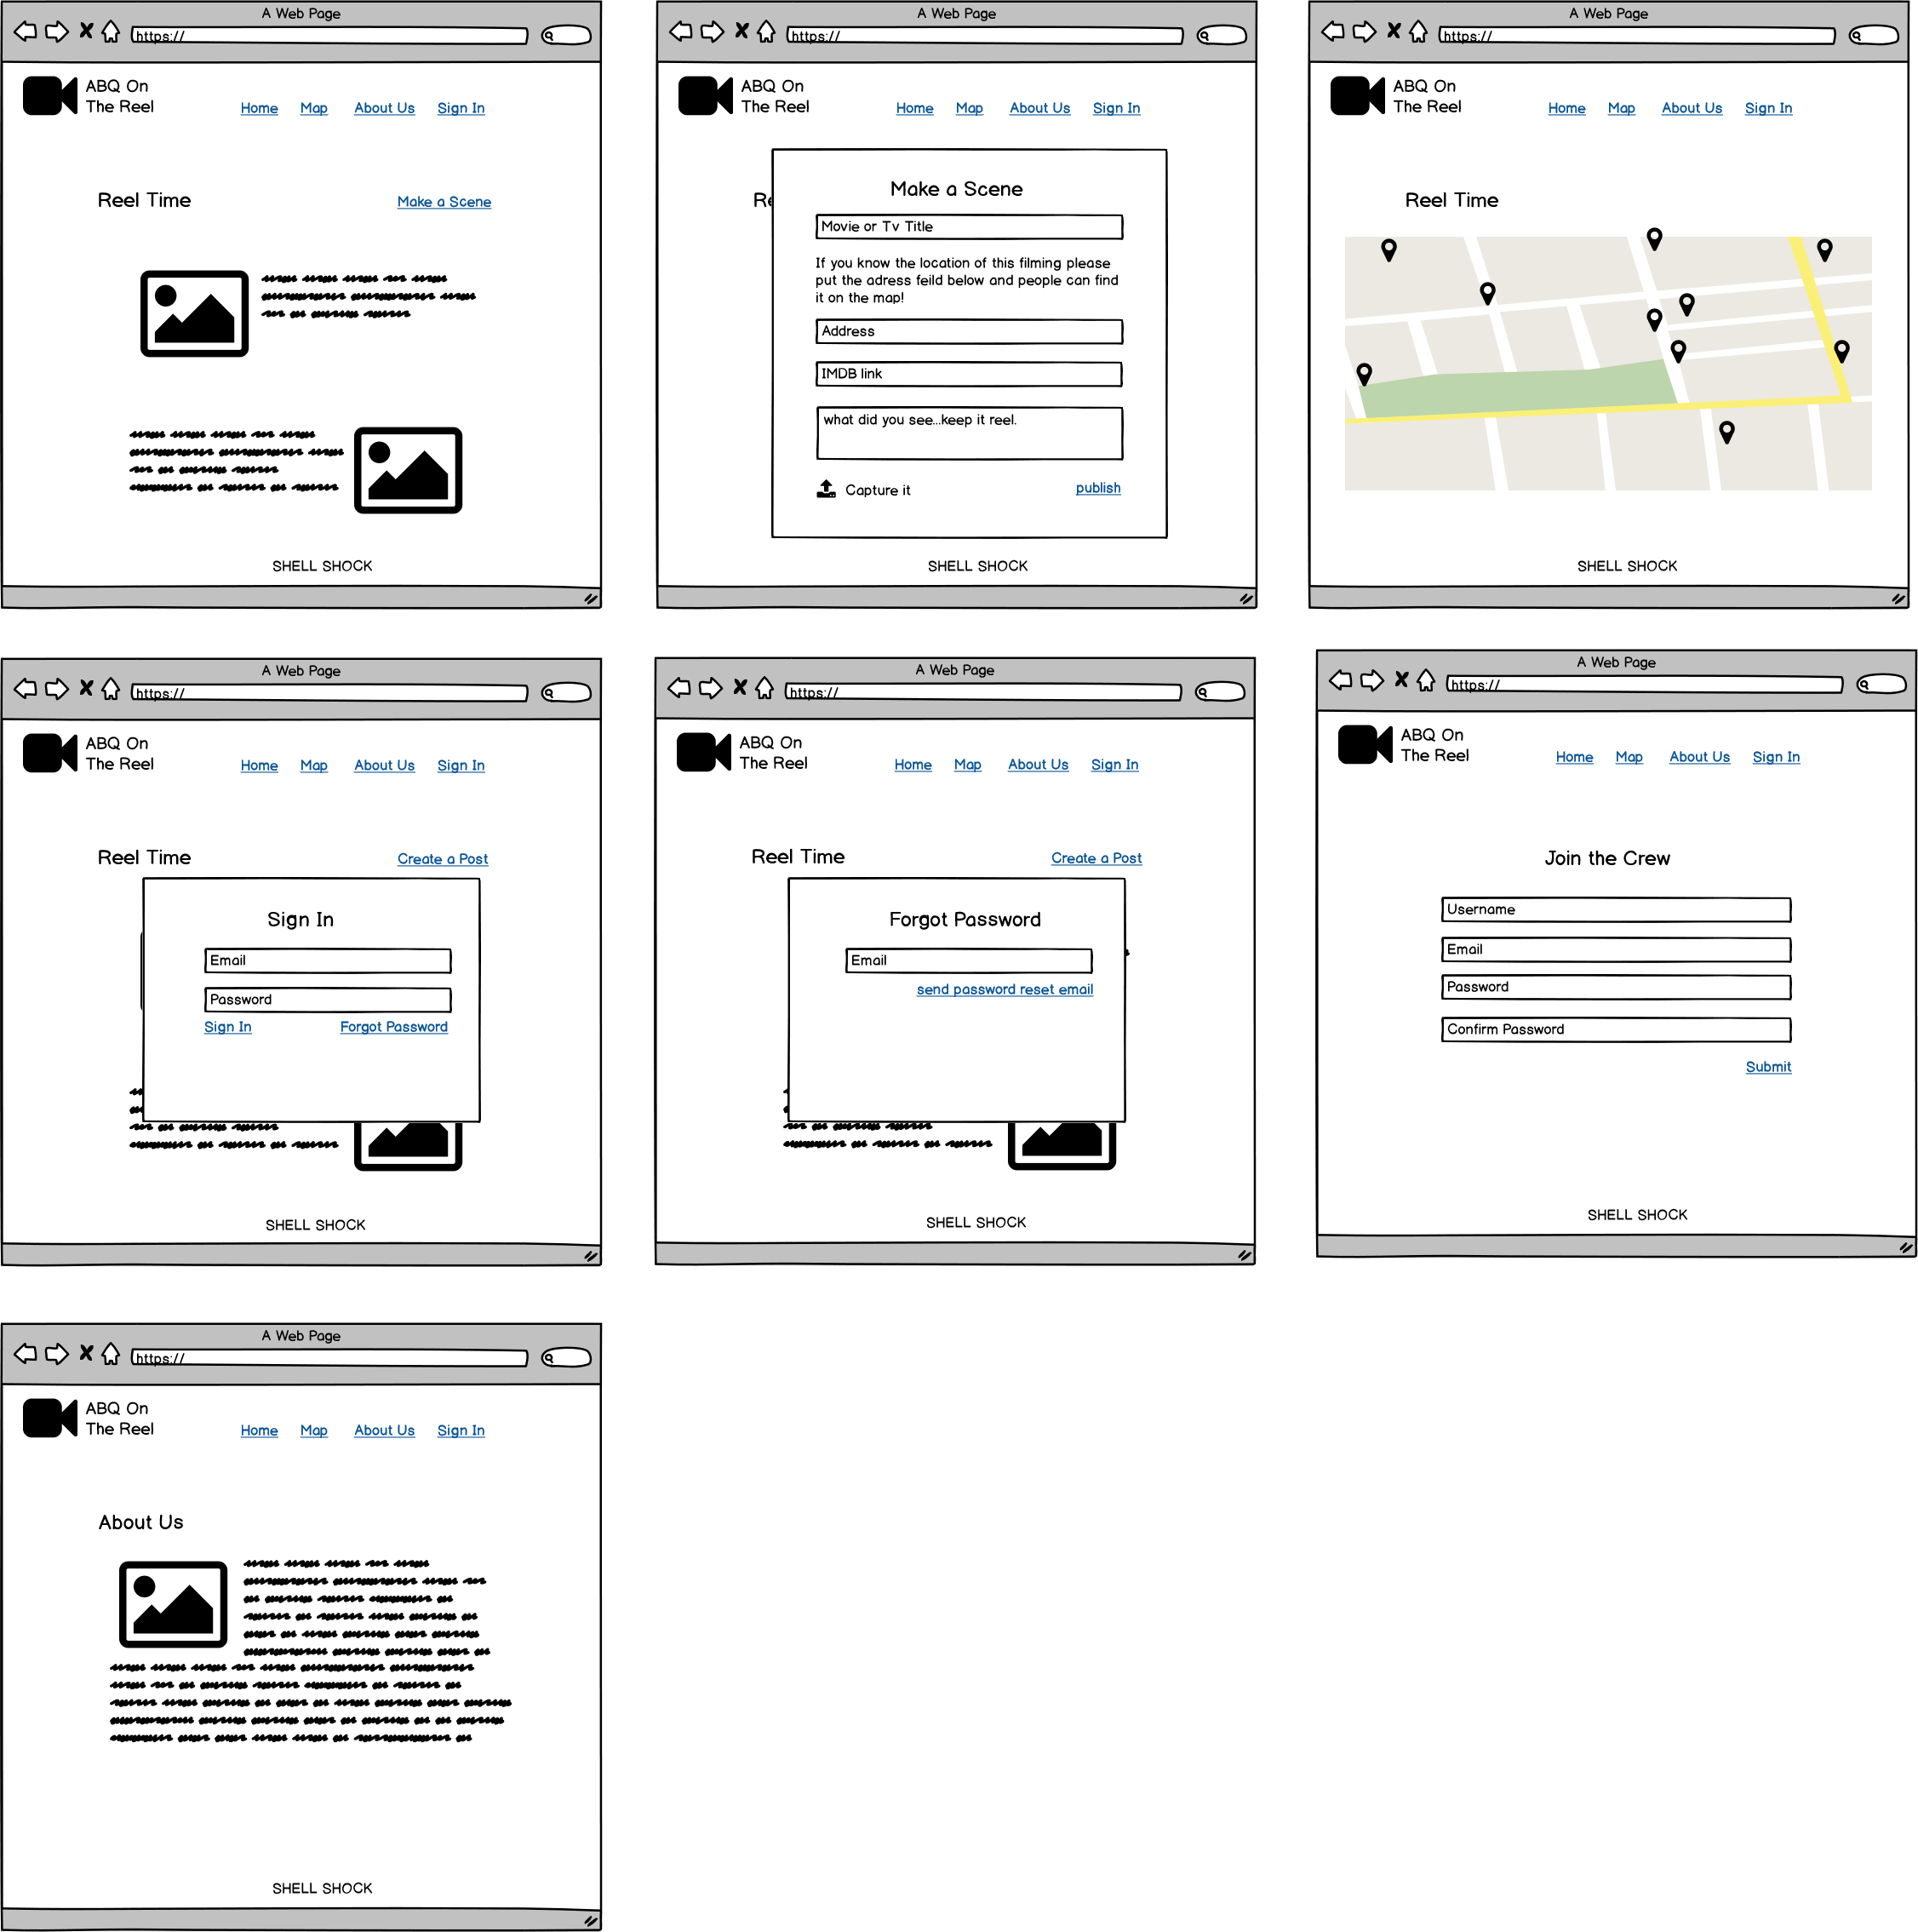 A Web Page
https://
ABQ On
The Reel
Home Map About Us Sign In
Reel Time Make a Scene
SHELL SHOCK
A Web Page
https://
ABQ On
The Reel
Home Map About Us Sign In
Re
Make a Scene
Movie or Tv Title
If you know the location of this filming please
put the adress feild below and people can find
it on the map!
Address
IMDB link
what did you see...keep it reel.
Capture it publish
SHELL SHOCK
A Web Page
https://
ABQ On
The Reel
Home Map About Us Sign In
Reel Time
SHELL SHOCK
A Web Page
https://
ABQ On
The Reel
Home Map About Us Sign In
Reel Time Create a Post
Sign In
Email
Password
Sign In Forgot Password
SHELL SHOCK
A Web Page
https://
ABQ On
The Reel
Home Map About Us Sign In
Reel Time Create a Post
Forgot Password
Email
send password reset email
SHELL SHOCK
A Web Page
https://
ABQ On
The Reel
Home Map About Us Sign In
Join the Crew
Username
Email
Password
Confirm Password
Submit
SHELL SHOCK
A Web Page
https://
ABQ On
The Reel
Home Map About Us Sign In
About Us
SHELL SHOCK